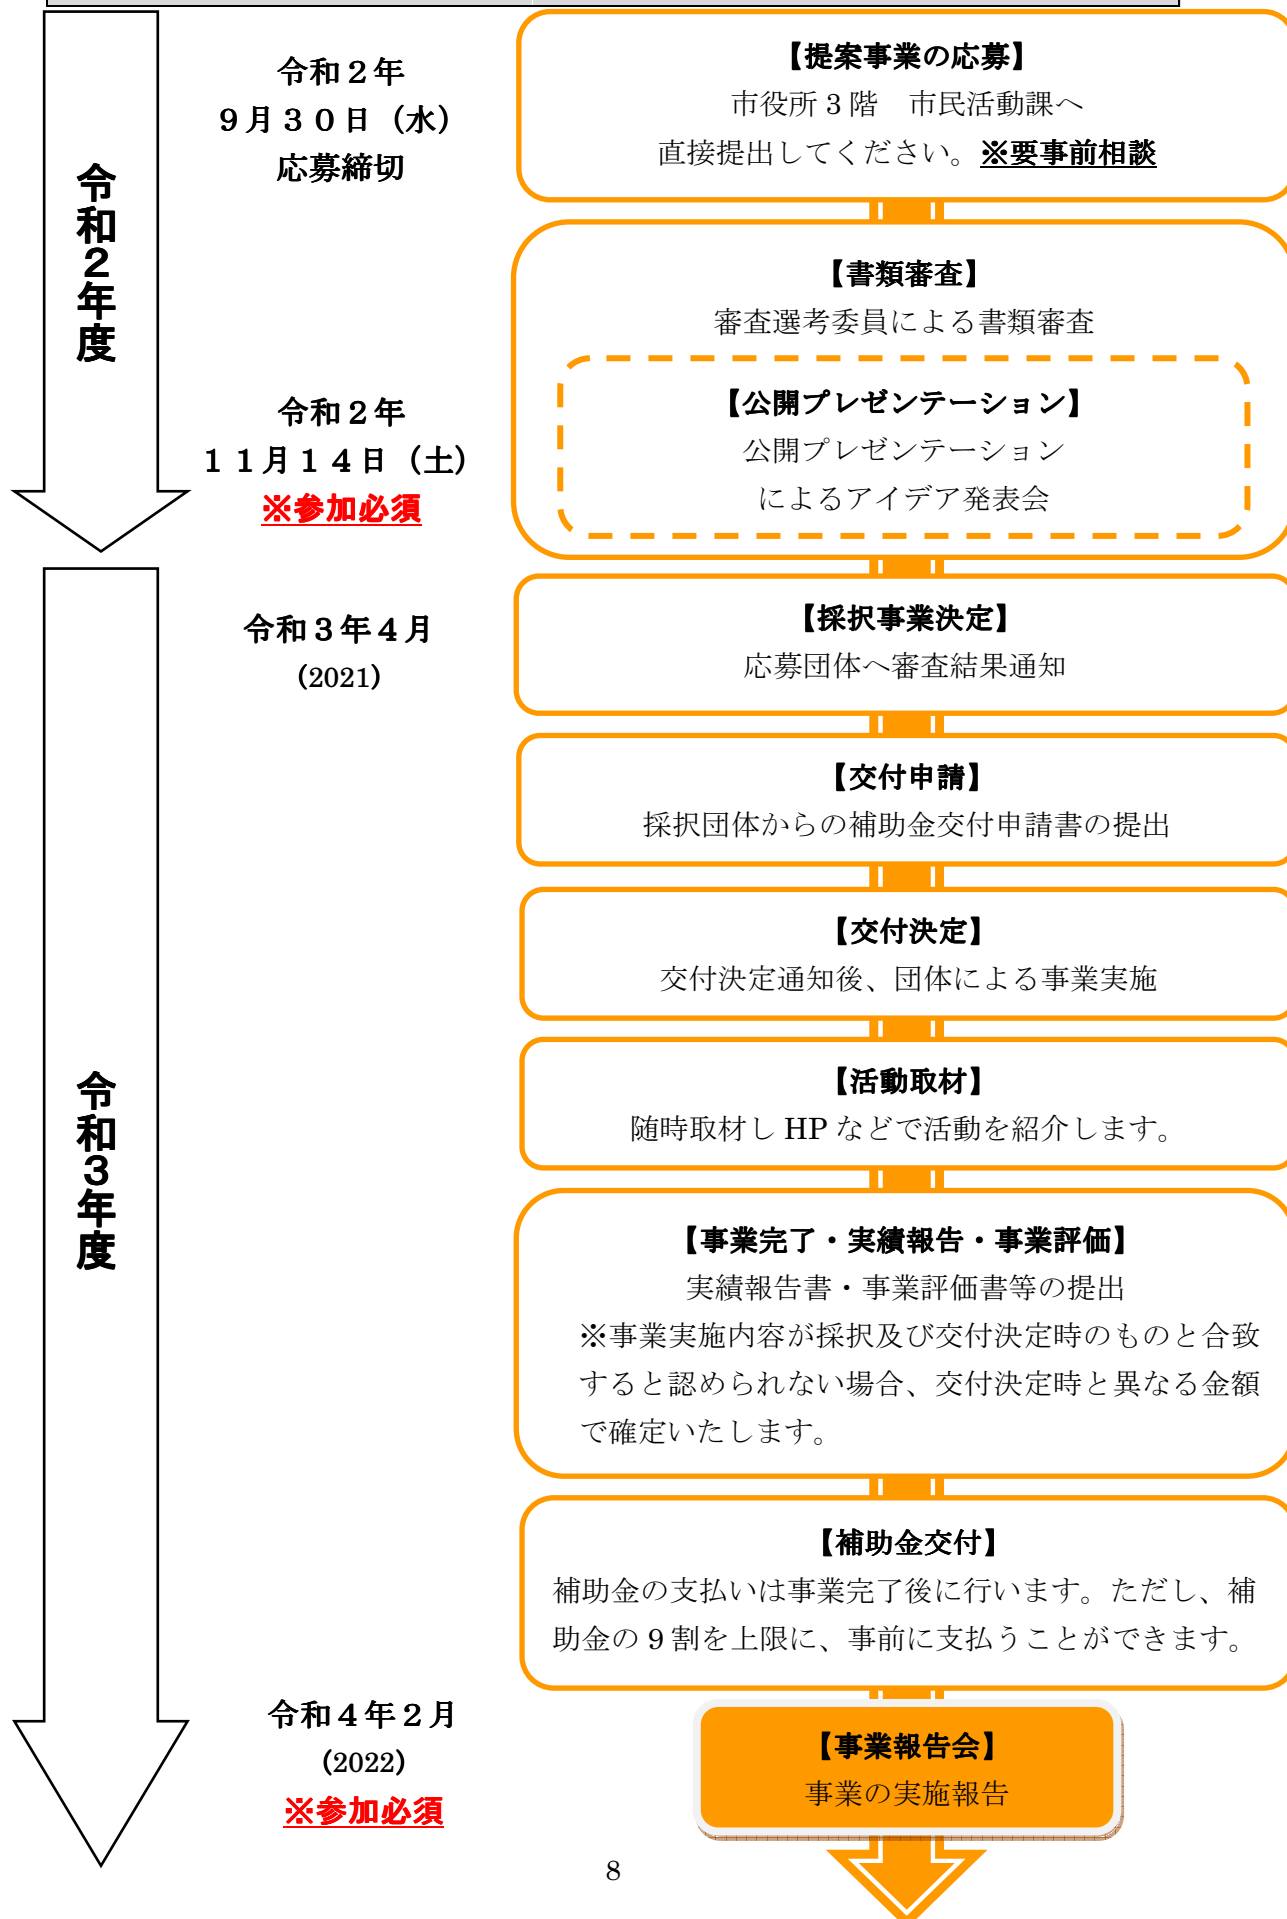 令和２年度
令和２年
９月３０日（水）
応募締切
【提案事業の応募】
市役所３階　市民活動課へ
直接提出してください。※要事前相談
【書類審査】
審査選考委員による書類審査
令和２年
１１月１４日（土）
※参加必須
【公開プレゼンテーション】
公開プレゼンテーション
によるアイデア発表会
令和３年度
令和３年４月
（2021）
【採択事業決定】
応募団体へ審査結果通知
【交付申請】
採択団体からの補助金交付申請書の提出
【交付決定】
交付決定通知後、団体による事業実施
【活動取材】
随時取材し HP などで活動を紹介します。
【事業完了・実績報告・事業評価】
実績報告書・事業評価書等の提出
※事業実施内容が採択及び交付決定時のものと合致
すると認められない場合、交付決定時と異なる金額
で確定いたします。
【補助金交付】
補助金の支払いは事業完了後に行います。ただし、補
助金の 9 割を上限に、事前に支払うことができます。
令和４年２月
（2022）
※参加必須
【事業報告会】
事業の実施報告
8